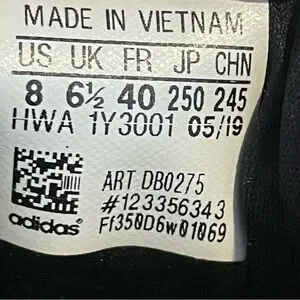 MADE IN VIETNAM
US UK FR JP CHN
8 6½ 40 250 245
HWA 1Y3001 05/19
ART DB0275
#123356343
Ff350D6w01069
adidas